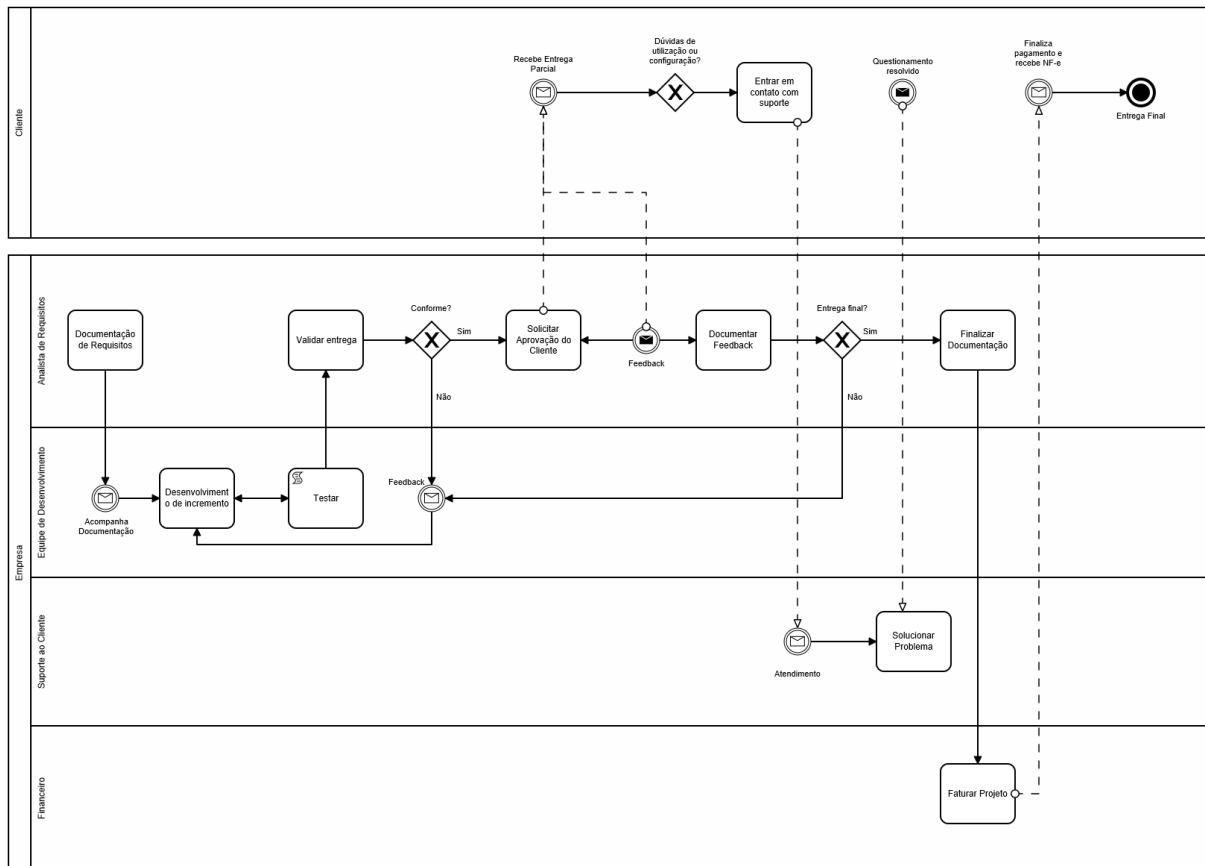 Cliente
Recebe Entrega
Parcial
Dúvidas de
utilização ou
configuração?
Entrar em
contato com
suporte
Questionamento
resolvido
Finaliza
pagamento e
recebe NF-e
Entrega Final
Empresa
Analista de Requisitos
Documentação
de Requisitos
Validar entrega
Conforme?
Sim
Não
Solicitar
Aprovação do
Cliente
Feedback
Documentar
Feedback
Entrega final?
Sim
Não
Finalizar
Documentação
Equipe de Desenvolvimento
Acompanha
Documentação
Desenvolviment
o de incremento
Testar
Feedback
Suporte ao Cliente
Atendimento
Solucionar
Problema
Financeiro
Faturar Projeto